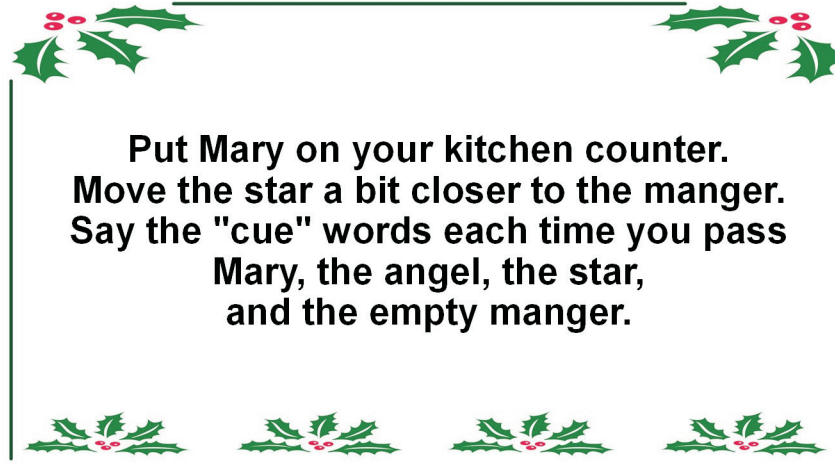 Put Mary on your kitchen counter.
Move the star a bit closer to the manger.
Say the "cue" words each time you pass
Mary, the angel, the star,
and the empty manger.